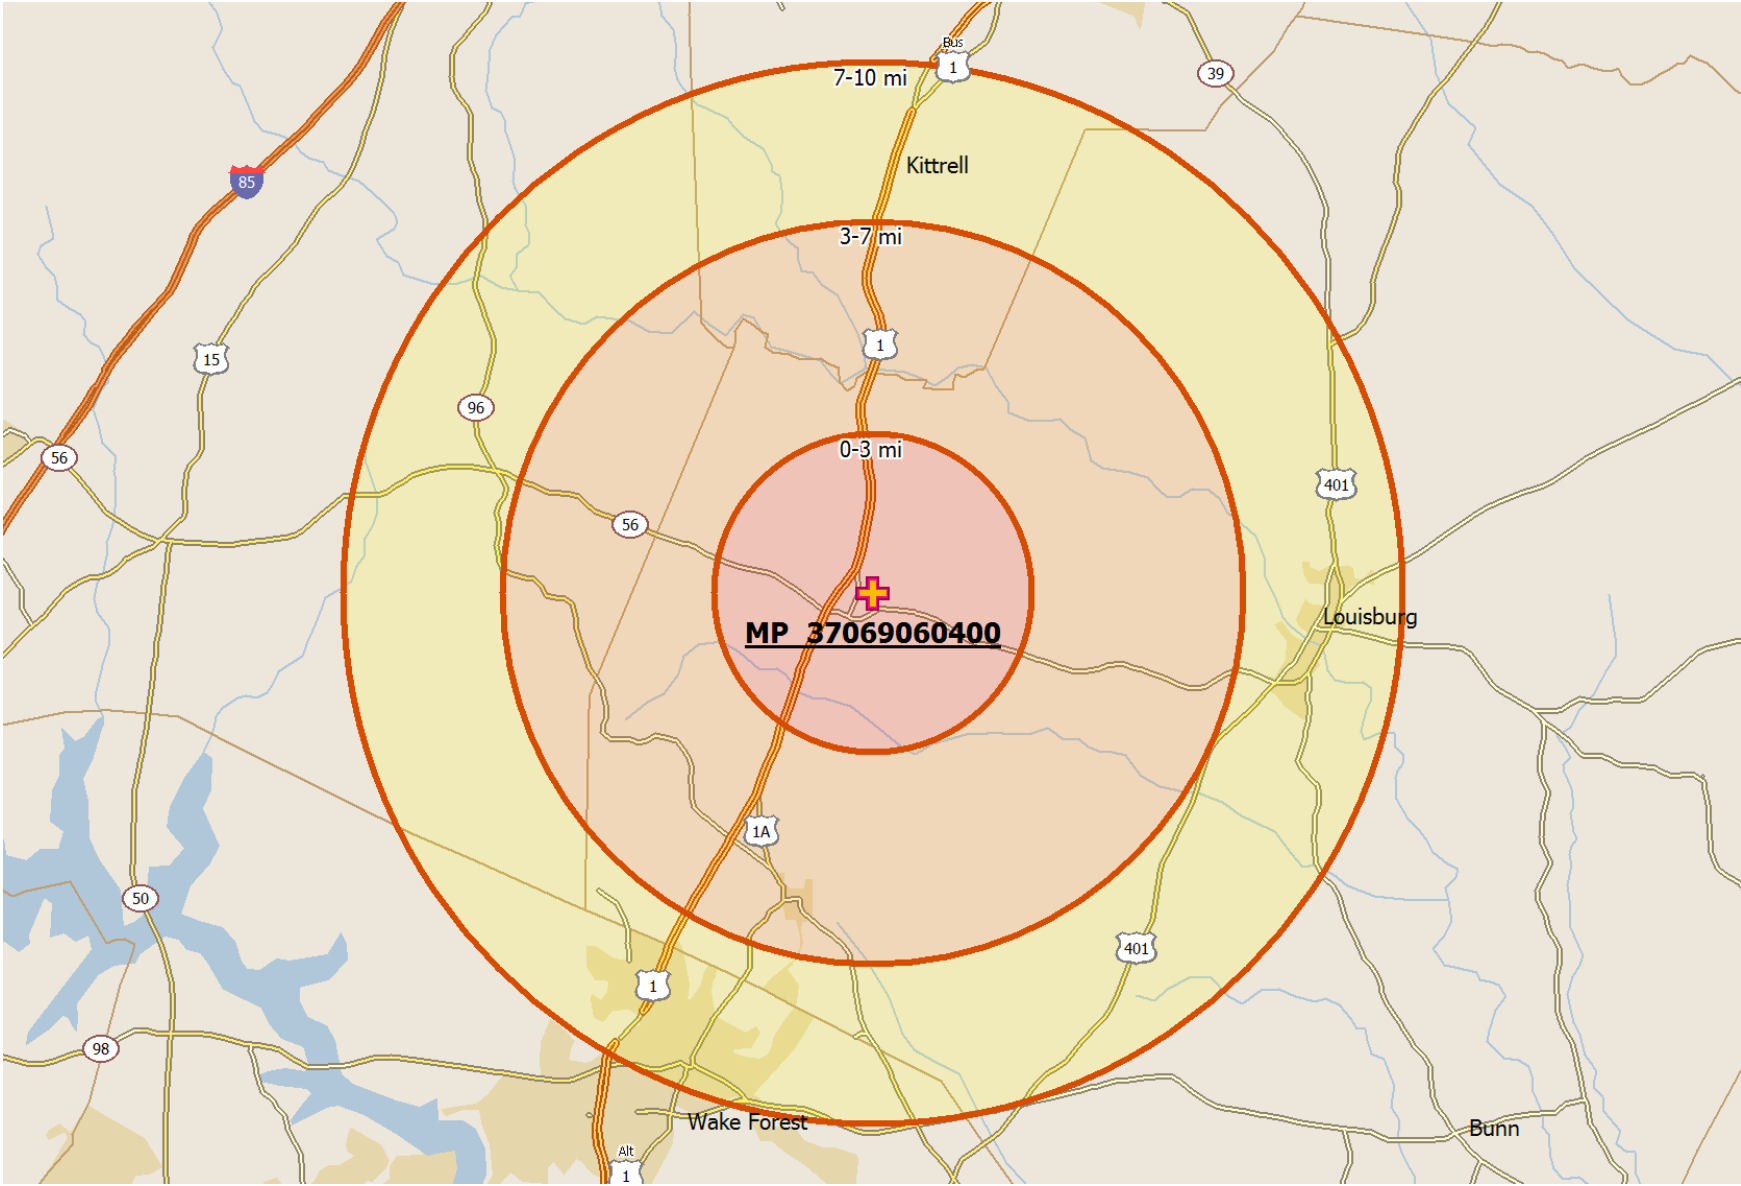 Bus
1
7-10 mi
39
Kittrell
85
3-7 mi
1
15
96
0-3 mi
56
401
56
Louisburg
MP 37069060400
1A
50
401
1
98
Wake Forest
Bunn
Alt
1